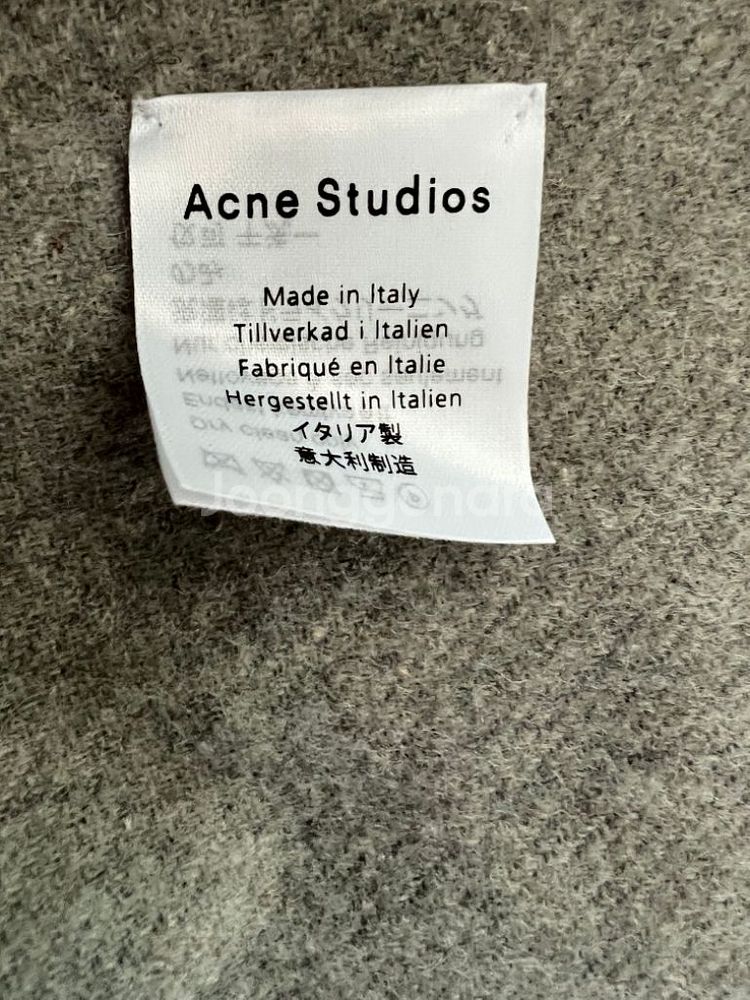 Acne Studios
Made in Italy
Tillverkad i Italien
Fabriqué en Italie
Hergestellt in Italien
イタリア製
意大利制造
Joonggonara